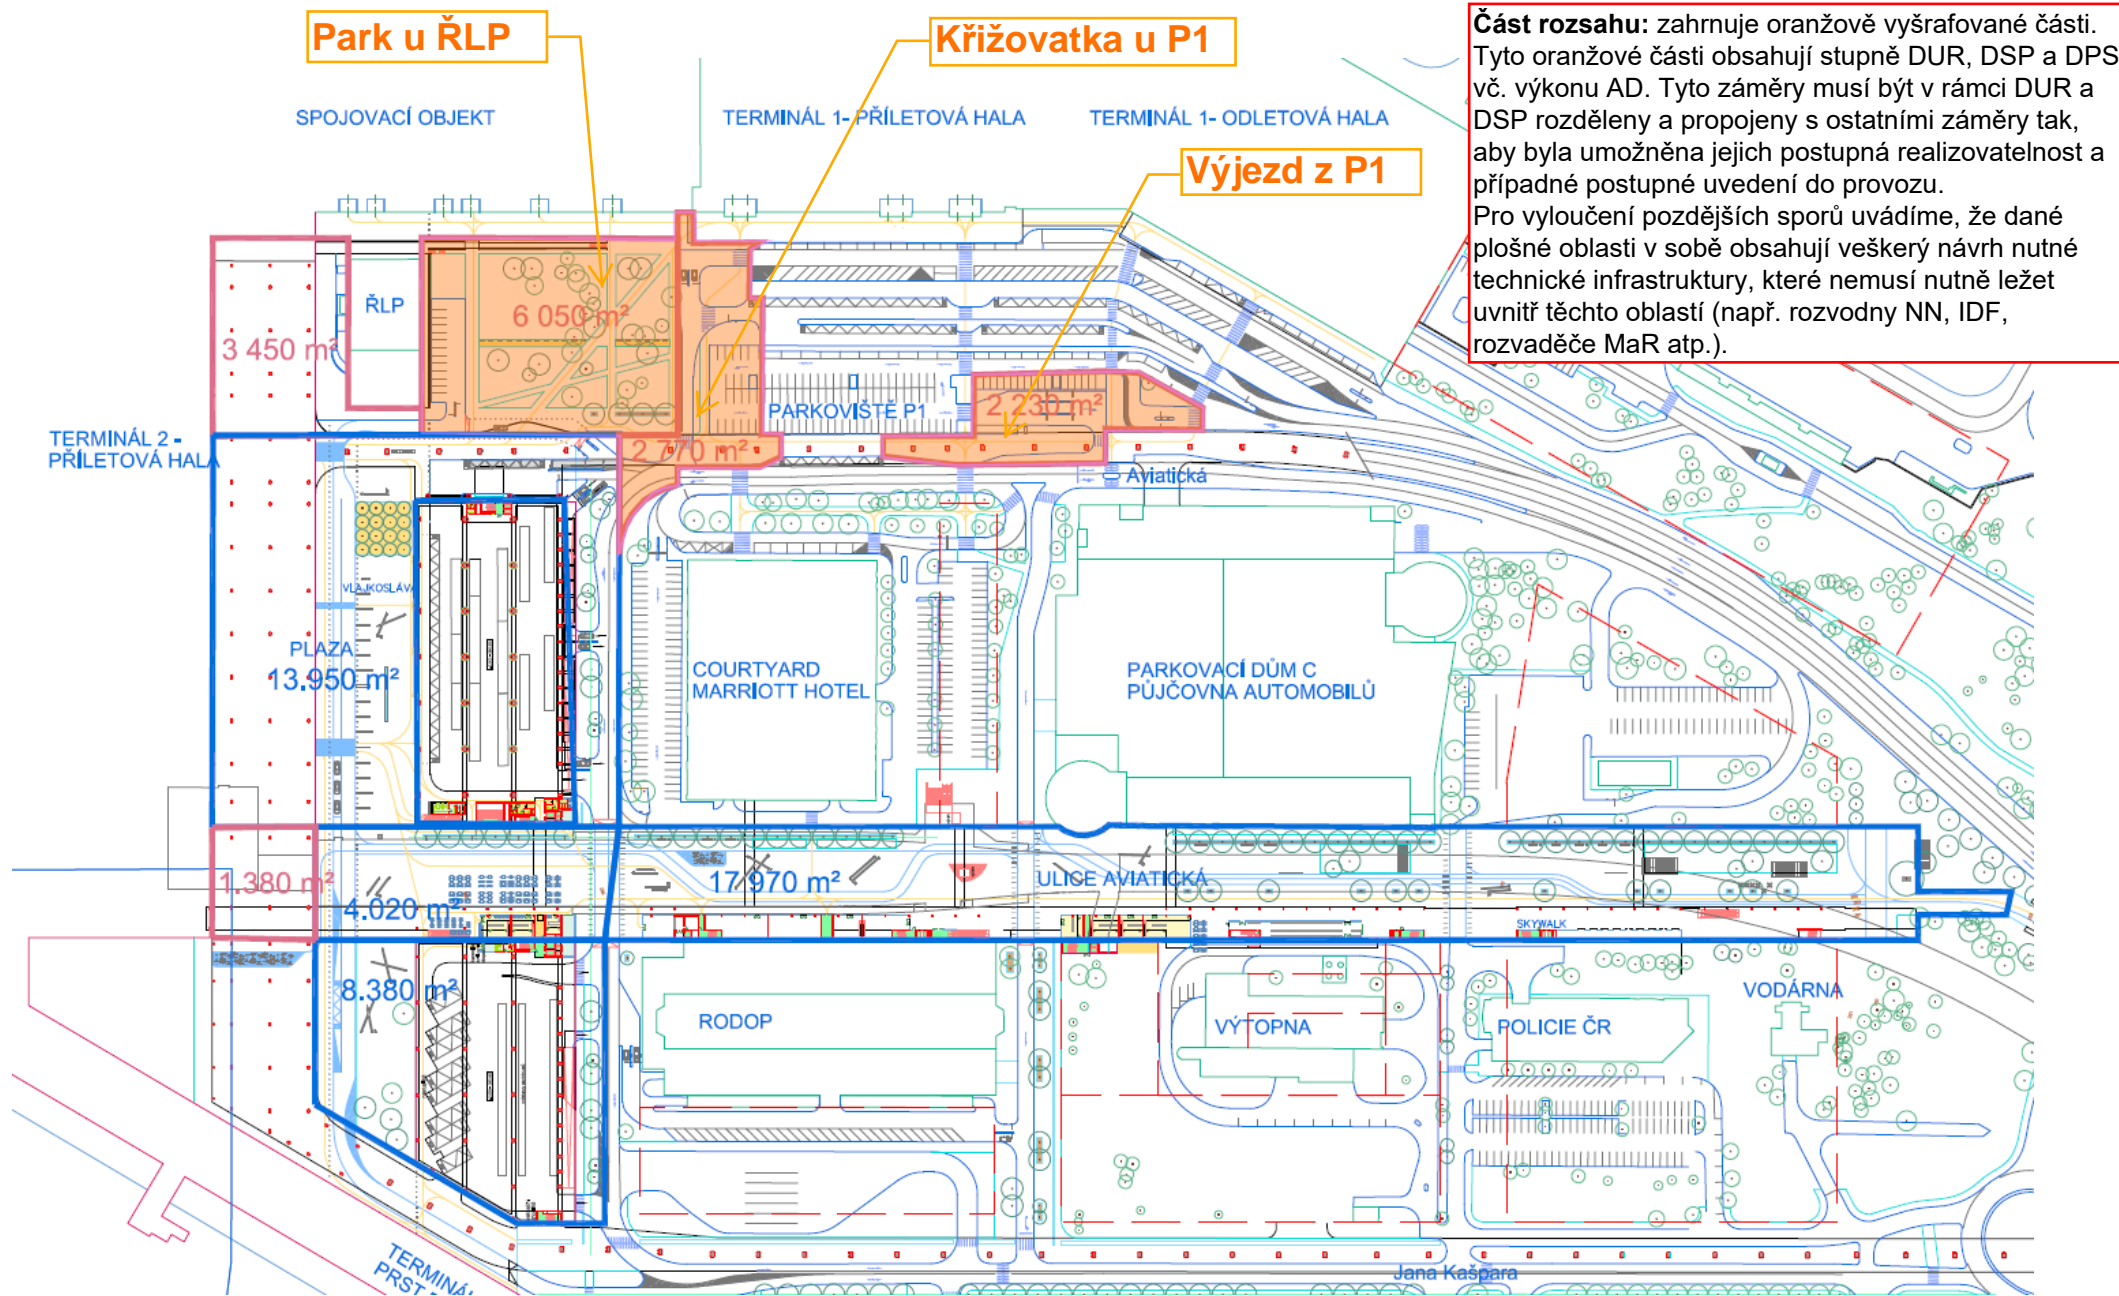 Park u ŘLP
Křižovatka u P1
Výjezd z P1
Část rozsahu: zahrnuje oranžově vyšrafované části.
Tyto oranžové části obsahují stupně DUR, DSP a DPS
vč. výkonu AD. Tyto záměry musí být v rámci DUR a
DSP rozděleny a propojeny s ostatními záměry tak,
aby byla umožněna jejich postupná realizovatelnost a
případné postupné uvedení do provozu.
Pro vyloučení pozdějších sporů uvádíme, že dané
plošné oblasti v sobě obsahují veškerý návrh nutné
technické infrastruktury, které nemusí nutně ležet
uvnitř těchto oblastí (např. rozvodny NN, IDF,
rozvaděče MaR atp.).
SPOJOVACÍ OBJEKT
TERMINÁL 1- PŘÍLETOVÁ HALA
TERMINÁL 1- ODLETOVÁ HALA
ŘLP
6 050 m²
3 450 m²
PARKOVIŠTĚ P1
2 230 m²
TERMINÁL 2 -
PŘÍLETOVÁ HALA
2 770 m²
Aviatická
VLAJKOSLÁVA
PLAZA
13.950 m²
COURTYARD
MARRIOTT HOTEL
PARKOVACÍ DŮM C
PŮJČOVNA AUTOMOBILŮ
1.380 m²
4.020 m²
17.970 m²
ULICE AVIATICKÁ
SKYWALK
8.380 m²
RODOP
VÝTOPNA
POLICIE ČR
VODÁRNA
TERMINÁL
PRST
Jana Kašpara